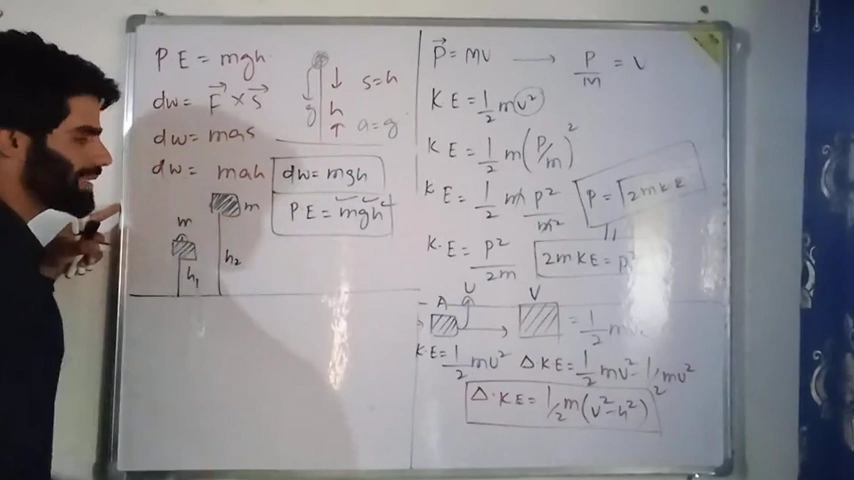 PE = mgh
dw = F⃗ × S⃗
dw = mas
dw = mah
dw = mgh
PE = mgh
g
h
s=h
a=g
m
h₁
m
h₂
P⃗ = MV ⟶ P/M = V
KE = 1/2 mv²
KE = 1/2 m(P/m)²
KE = 1/2 m P²/m²
P = √2mKE
K·E = P²/2m
2mKE = P²
A
U
V
= 1/2 m
K·E = 1/2 mU²
ΔKE = 1/2 mv² - 1/2 mu²
Δ·KE = 1/2 m(v²-u²)